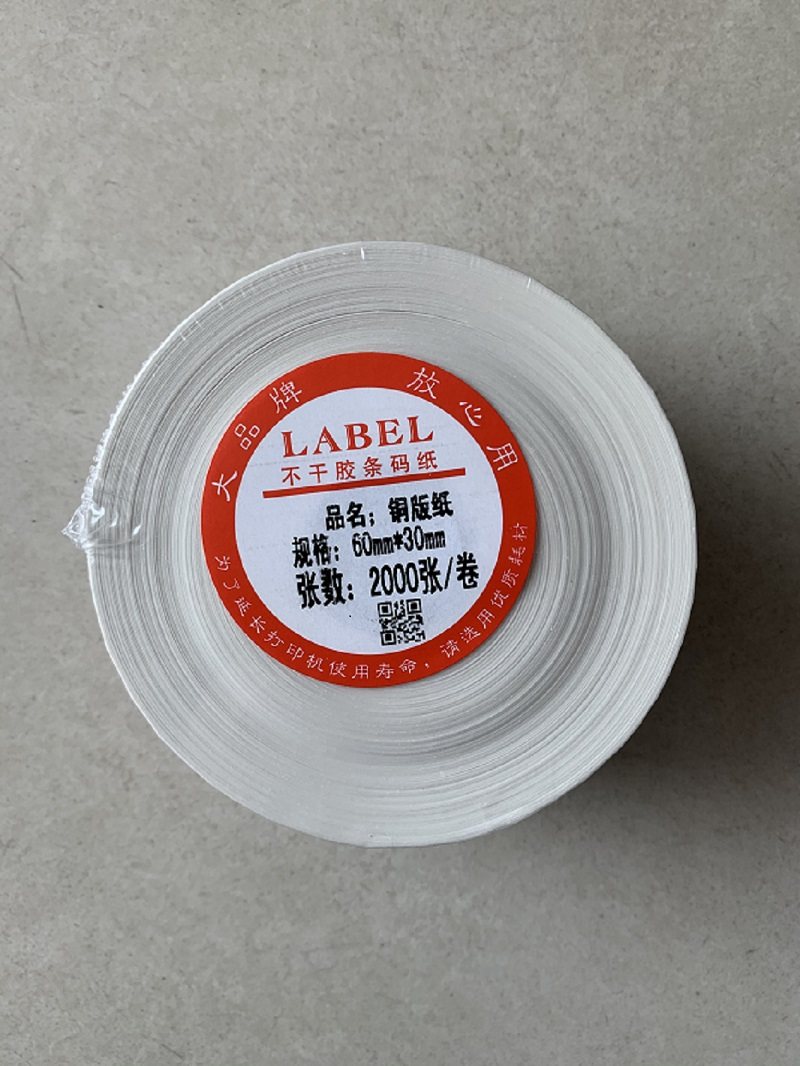 大品牌 放心用
LABEL
不干胶条码纸
品名：铜版纸
规格：60mm*30mm
张数：2000张/卷
为了延长打印机使用寿命，请选用优质耗材